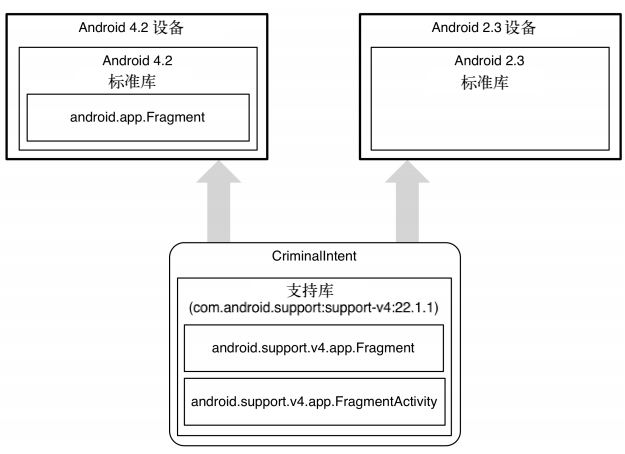 Android 4.2 设备
Android 4.2
标准库
android.app.Fragment
Android 2.3 设备
Android 2.3
标准库
CriminalIntent
支持库
(com.android.support:support-v4:22.1.1)
android.support.v4.app.Fragment
android.support.v4.app.FragmentActivity